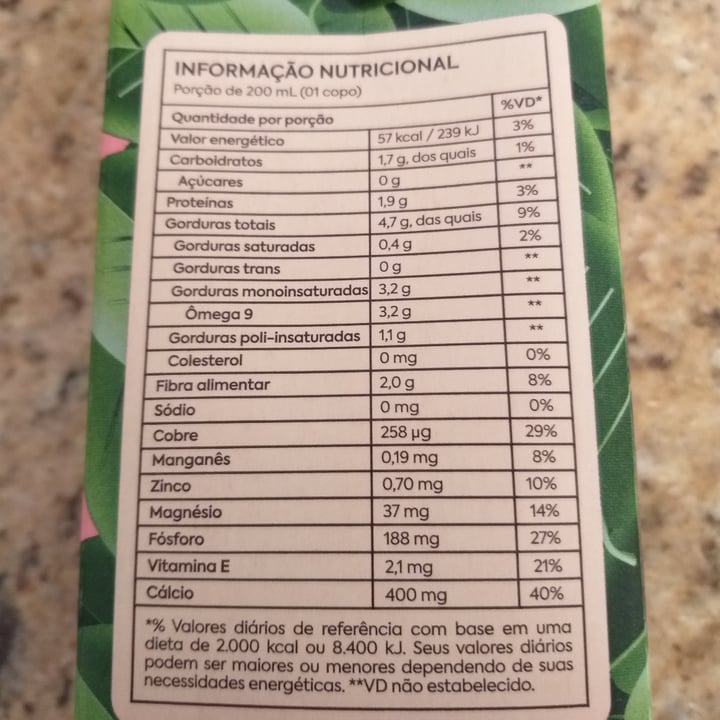 INFORMAÇÃO NUTRICIONAL
Porção de 200 mL (01 copo)
Quantidade por porção %VD*
Valor energético 57 kcal / 239 kJ 3%
Carboidratos 1,7 g, dos quais 1%
Açúcares 0 g **
Proteínas 1,9 g 3%
Gorduras totais 4,7 g, das quais 9%
Gorduras saturadas 0,4 g 2%
Gorduras trans 0 g **
Gorduras monoinsaturadas 3,2 g **
Ômega 9 3,2 g **
Gorduras poli-insaturadas 1,1 g **
Colesterol 0 mg 0%
Fibra alimentar 2,0 g 8%
Sódio 0 mg 0%
Cobre 258 µg 29%
Manganês 0,19 mg 8%
Zinco 0,70 mg 10%
Magnésio 37 mg 14%
Fósforo 188 mg 27%
Vitamina E 2,1 mg 21%
Cálcio 400 mg 40%
*% Valores diários de referência com base em uma
dieta de 2.000 kcal ou 8.400 kJ. Seus valores diários
podem ser maiores ou menores dependendo de suas
necessidades energéticas. **VD não estabelecido.